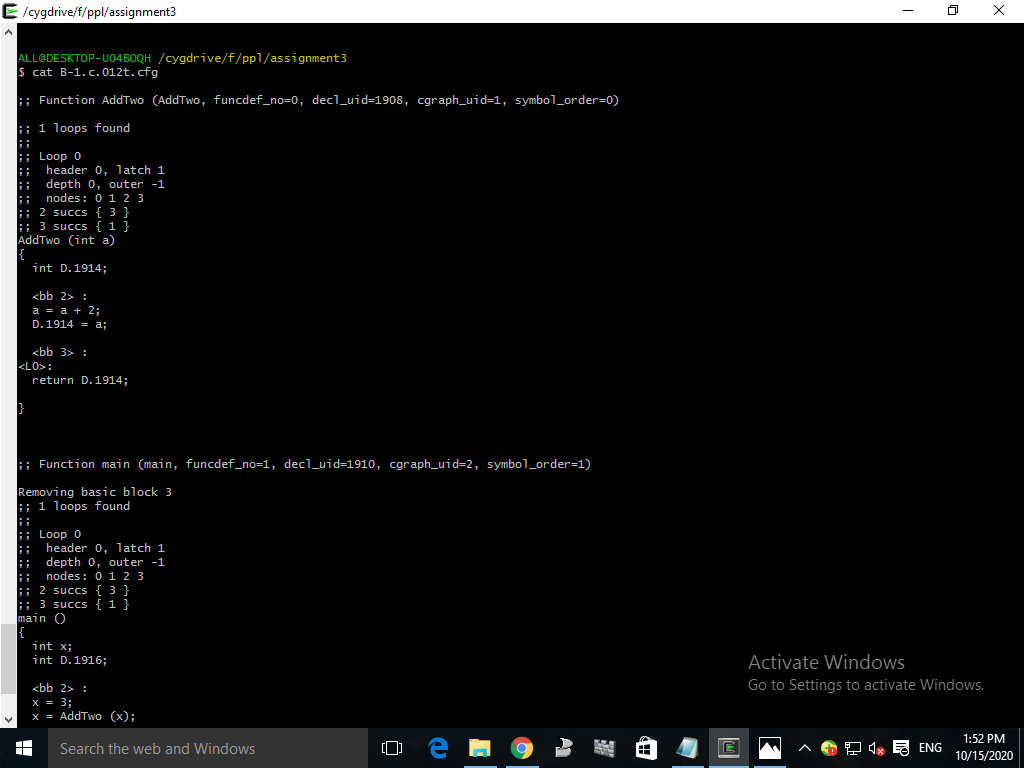 /cygdrive/f/ppl/assignment3
ALL@DESKTOP-UO4BOQH /cygdrive/f/ppl/assignment3
$ cat B-1.c.012t.cfg
;; Function AddTwo (AddTwo, funcdef_no=0, decl_uid=1908, cgraph_uid=1, symbol_order=0)
;; 1 loops found
;;
;; Loop 0
;;  header 0, latch 1
;;  depth 0, outer -1
;;  nodes: 0 1 2 3
;; 2 succs { 3 }
;; 3 succs { 1 }
AddTwo (int a)
{
  int D.1914;
  <bb 2> :
  a = a + 2;
  D.1914 = a;
  <bb 3> :
<L0>:
  return D.1914;
}
;; Function main (main, funcdef_no=1, decl_uid=1910, cgraph_uid=2, symbol_order=1)
Removing basic block 3
;; 1 loops found
;;
;; Loop 0
;;  header 0, latch 1
;;  depth 0, outer -1
;;  nodes: 0 1 2 3
;; 2 succs { 3 }
;; 3 succs { 1 }
main ()
{
  int x;
  int D.1916;
  <bb 2> :
  x = 3;
  x = AddTwo (x);
Activate Windows
Go to Settings to activate Windows.
Search the web and Windows
ENG
1:52 PM
10/15/2020